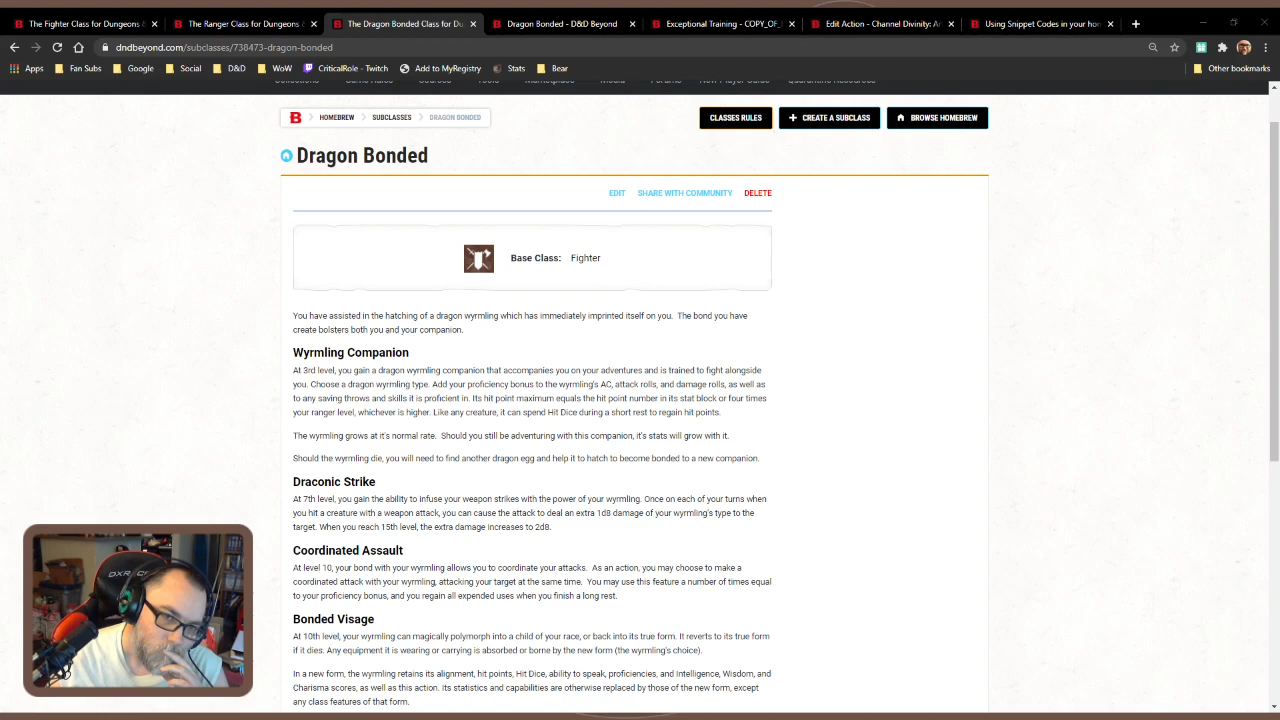 The Fighter Class for Dungeons &
The Ranger Class for Dungeons &
The Dragon Bonded Class for Du
Dragon Bonded - D&D Beyond
Exceptional Training - COPY_OF_
Edit Action - Channel Divinity: A
Using Snippet Codes in your hon
dndbeyond.com/subclasses/738473-dragon-bonded
Apps
Fan Subs
Google
Social
D&D
WoW
CriticalRole - Twitch
Add to MyRegistry
Stats
Bear
Other bookmarks
B
HOMEBREW
SUBCLASSES
DRAGON BONDED
CLASSES RULES
CREATE A SUBCLASS
BROWSE HOMEBREW
Dragon Bonded
EDIT
SHARE WITH COMMUNITY
DELETE
Base Class: Fighter
You have assisted in the hatching of a dragon wyrmling which has immediately imprinted itself on you. The bond you have
create bolsters both you and your companion.
Wyrmling Companion
At 3rd level, you gain a dragon wyrmling companion that accompanies you on your adventures and is trained to fight alongside
you. Choose a dragon wyrmling type. Add your proficiency bonus to the wyrmling's AC, attack rolls, and damage rolls, as well as
to any saving throws and skills it is proficient in. Its hit point maximum equals the hit point number in its stat block or four times
your ranger level, whichever is higher. Like any creature, it can spend Hit Dice during a short rest to regain hit points.
The wyrmling grows at it's normal rate. Should you still be adventuring with this companion, it's stats will grow with it.
Should the wyrmling die, you will need to find another dragon egg and help it to hatch to become bonded to a new companion.
Draconic Strike
At 7th level, you gain the ability to infuse your weapon strikes with the power of your wyrmling. Once on each of your turns when
you hit a creature with a weapon attack, you can cause the attack to deal an extra 1d8 damage of your wyrmling's type to the
target. When you reach 15th level, the extra damage increases to 2d8.
Coordinated Assault
At level 10, your bond with your wyrmling allows you to coordinate your attacks. As an action, you may choose to make a
coordinated attack with your wyrmling, attacking your target at the same time. You may use this feature a number of times equal
to your proficiency bonus, and you regain all expended uses when you finish a long rest.
Bonded Visage
At 10th level, your wyrmling can magically polymorph into a child of your race, or back into its true form. It reverts to its true form
if it dies. Any equipment it is wearing or carrying is absorbed or borne by the new form (the wyrmling's choice).
In a new form, the wyrmling retains its alignment, hit points, Hit Dice, ability to speak, proficiencies, and Intelligence, Wisdom, and
Charisma scores, as well as this action. Its statistics and capabilities are otherwise replaced by those of the new form, except
any class features of that form.